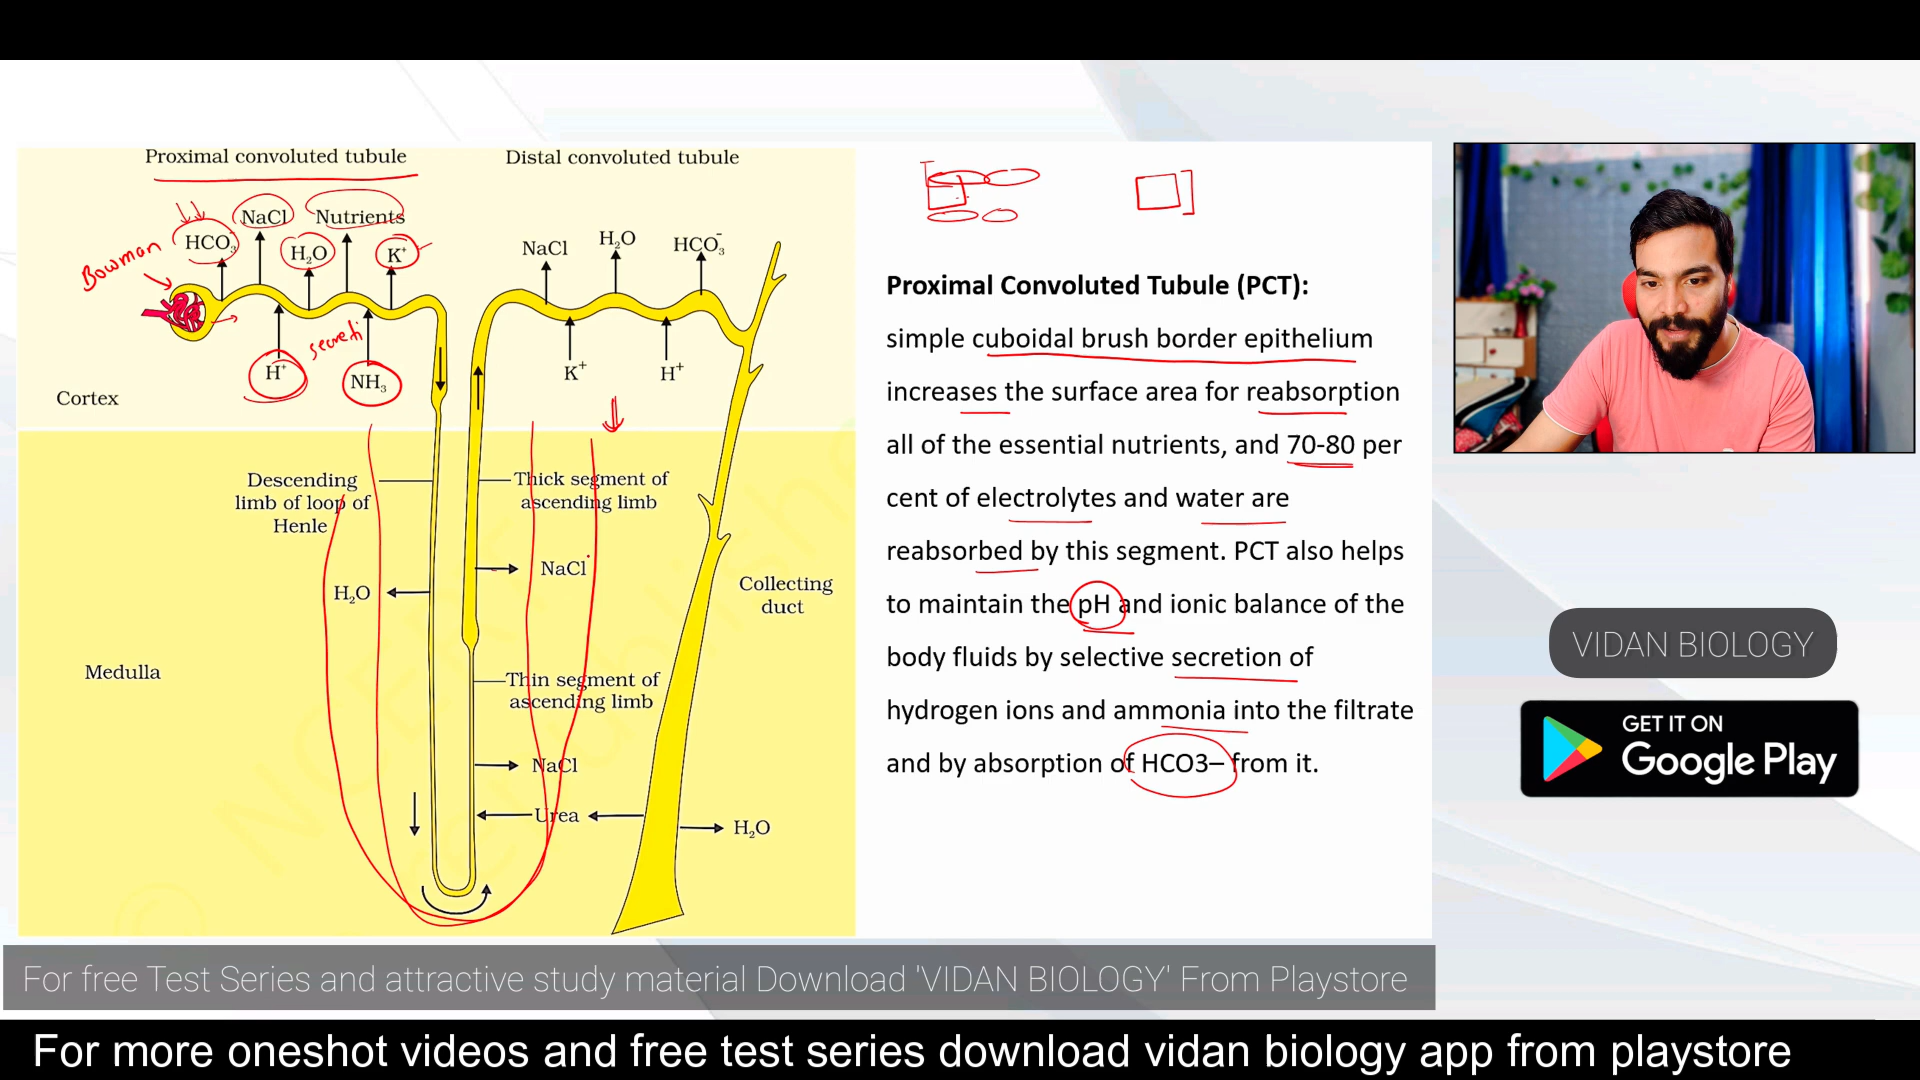 Proximal convoluted tubule
Distal convoluted tubule
NaCl
Nutrients
HCO₃⁻
H₂O
K⁺
Bowman
NaCl
H₂O
HCO₃⁻
secreti
H⁺
NH₃
K⁺
H⁺
Cortex
Descending
limb of loop of
Henle
Thick segment of
ascending limb
NaCl
H₂O
Collecting
duct
Medulla
Thin segment of
ascending limb
NaCl
Urea
H₂O
Proximal Convoluted Tubule (PCT):
simple cuboidal brush border epithelium
increases the surface area for reabsorption
all of the essential nutrients, and 70-80 per
cent of electrolytes and water are
reabsorbed by this segment. PCT also helps
to maintain the pH and ionic balance of the
body fluids by selective secretion of
hydrogen ions and ammonia into the filtrate
and by absorption of HCO3– from it.
VIDAN BIOLOGY
GET IT ON
Google Play
For free Test Series and attractive study material Download 'VIDAN BIOLOGY' From Playstore
For more oneshot videos and free test series download vidan biology app from playstore